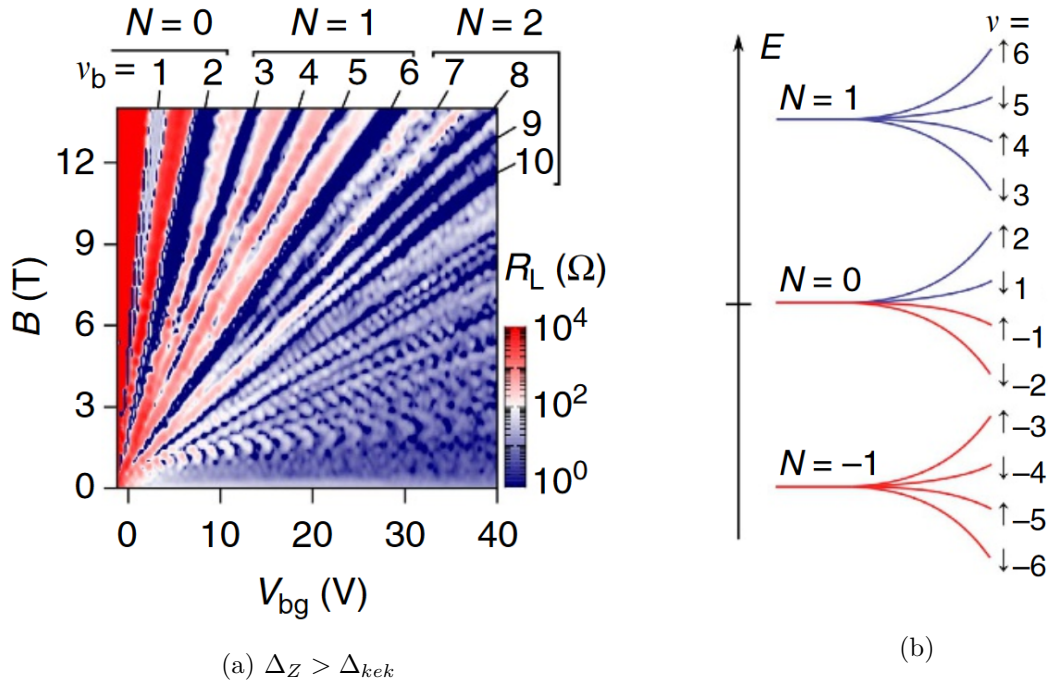 N = 0
N = 1
N = 2
ν_b = 1 2 3 4 5 6 7 8
9
10
12
9
6
3
0
B (T)
0 10 20 30 40
V_bg (V)
R_L (Ω)
10^4
10^2
10^0
(a) Δ_Z > Δ_kek
E
ν =
N = 1
↑6
↓5
↑4
↓3
N = 0
↑2
↓1
↑−1
↓−2
N = −1
↑−3
↓−4
↑−5
↓−6
(b)